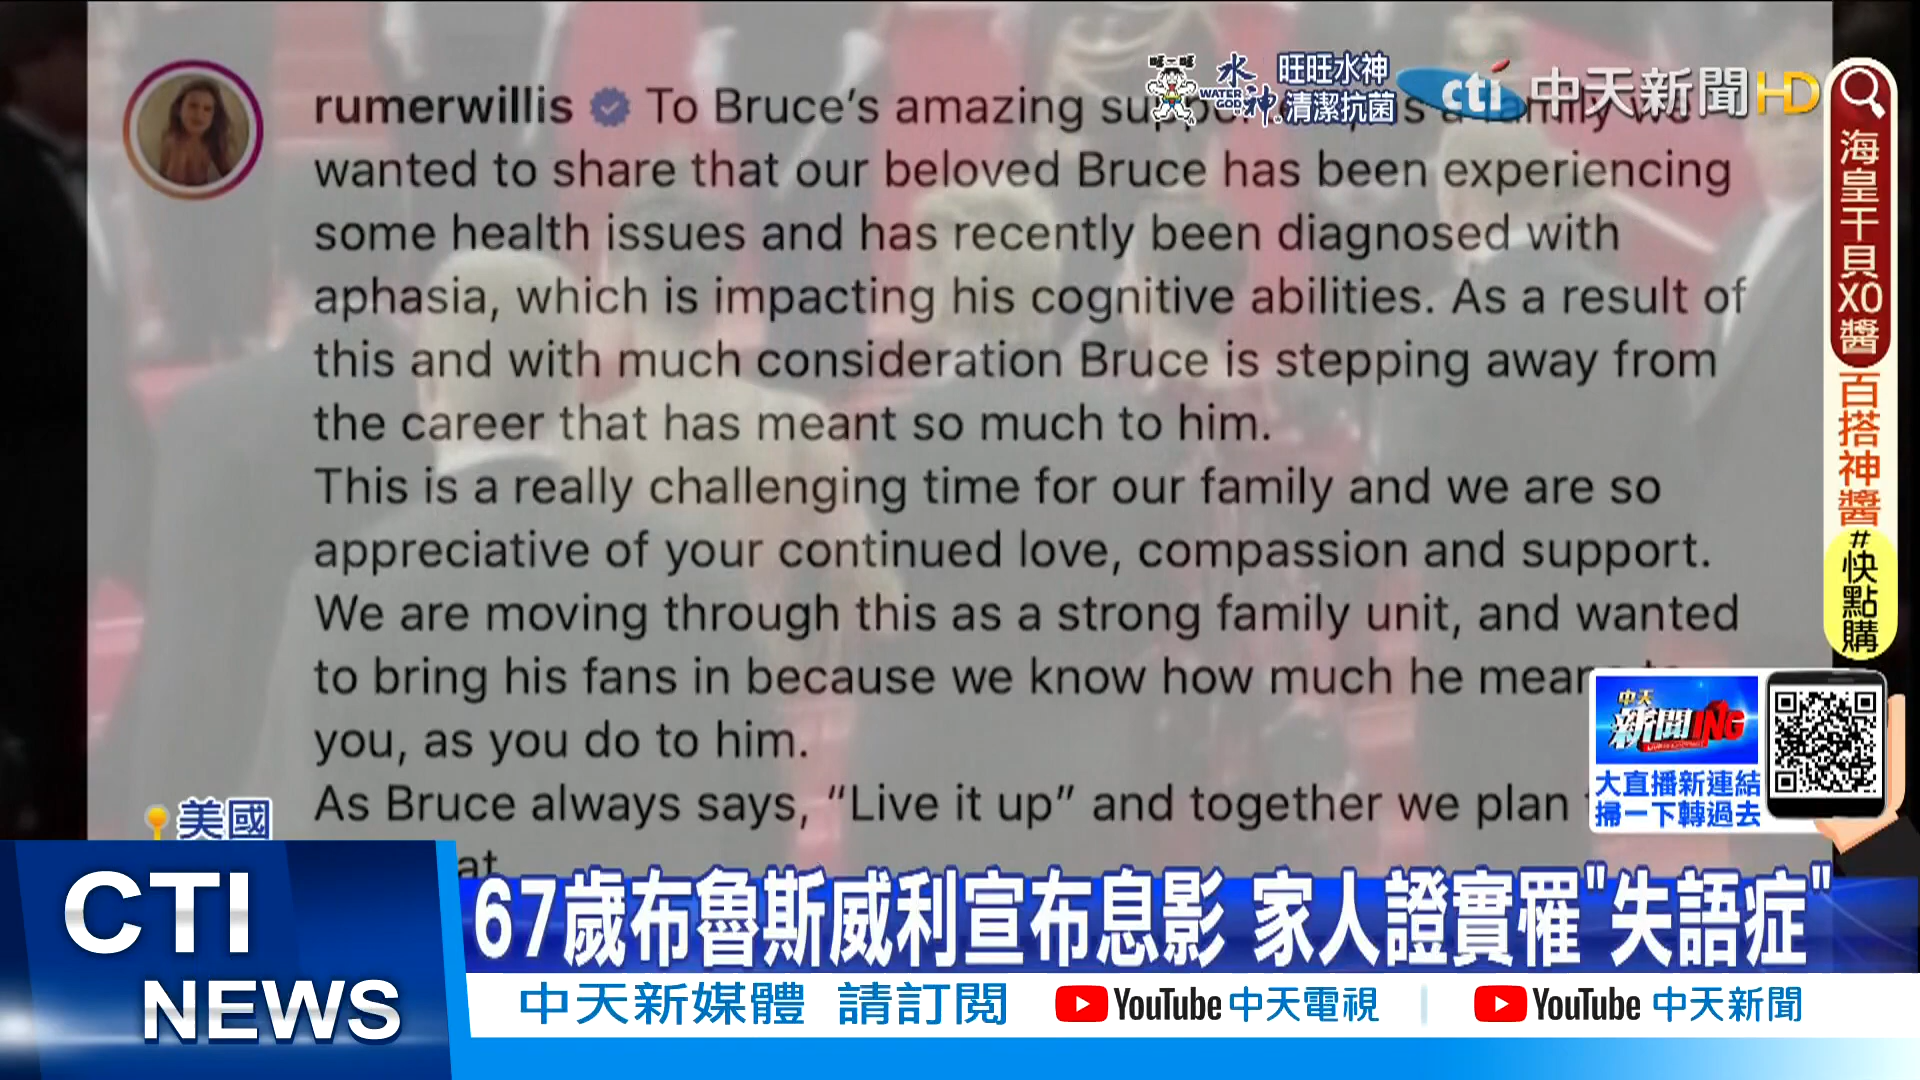 rumerwillis To Bruce's amazing a family we
wanted to share that our beloved Bruce has been experiencing
some health issues and has recently been diagnosed with
aphasia, which is impacting his cognitive abilities. As a result of
this and with much consideration Bruce is stepping away from
the career that has meant so much to him.
This is a really challenging time for our family and we are so
appreciative of your continued love, compassion and support.
We are moving through this as a strong family unit, and wanted
to bring his fans in because we know how much he
you, as you do to him.
As Bruce always says, “Live it up” and together we plan
旺旺水神
清潔抗菌
水神
WATER GOD
cti 中天新聞HD
海皇干貝XO醬
百搭神醬
#快點購
中天
新聞ING
大直播新連結
掃一下轉過去
美國
CTI
NEWS
67歲布魯斯威利宣布息影 家人證實罹"失語症"
中天新媒體 請訂閱 YouTube 中天電視 | YouTube 中天新聞